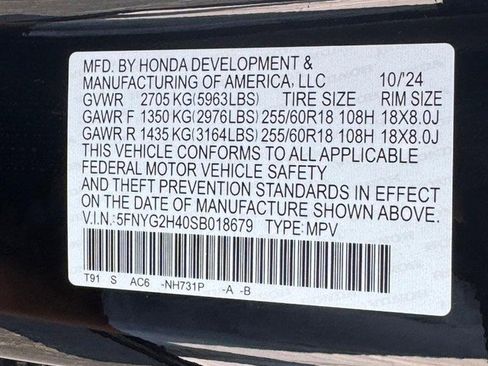 MFD. BY HONDA DEVELOPMENT &
MANUFACTURING OF AMERICA, LLC 10/'24
GVWR 2705 KG(5963LBS) TIRE SIZE RIM SIZE
GAWR F 1350 KG(2976LBS) 255/60R18 108H 18X8.0J
GAWR R 1435 KG(3164LBS) 255/60R18 108H 18X8.0J
THIS VEHICLE CONFORMS TO ALL APPLICABLE
FEDERAL MOTOR VEHICLE SAFETY
AND THEFT PREVENTION STANDARDS IN EFFECT
ON THE DATE OF MANUFACTURE SHOWN ABOVE.
V.I.N.: 5FNYG2H40SB018679 TYPE: MPV
T91 S AC6 -NH731P -A -B